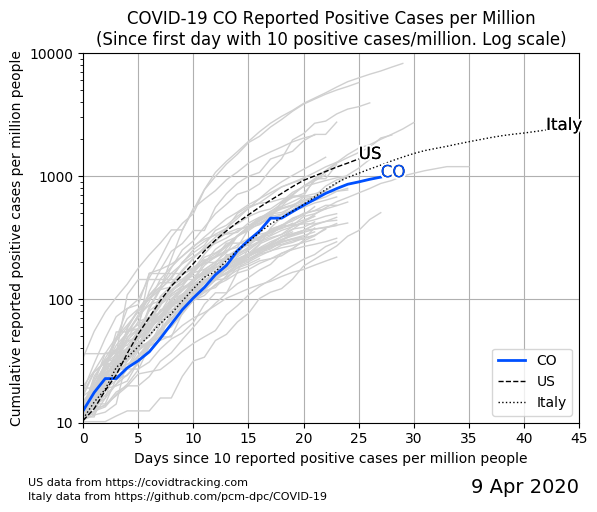 COVID-19 CO Reported Positive Cases per Million
(Since first day with 10 positive cases/million. Log scale)
Cumulative reported positive cases per million people
10000
1000
100
10
Italy
US
CO
CO
US
Italy
0 5 10 15 20 25 30 35 40 45
Days since 10 reported positive cases per million people
US data from https://covidtracking.com
Italy data from https://github.com/pcm-dpc/COVID-19
9 Apr 2020